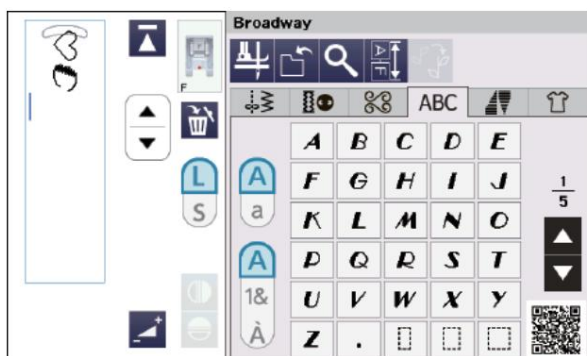 Broadway
A F
F
ABC
L
S
A
a
A
1&
À
A B C D E
F G H I J
K L M N O
P Q R S T
U V W X Y
Z .
1
5